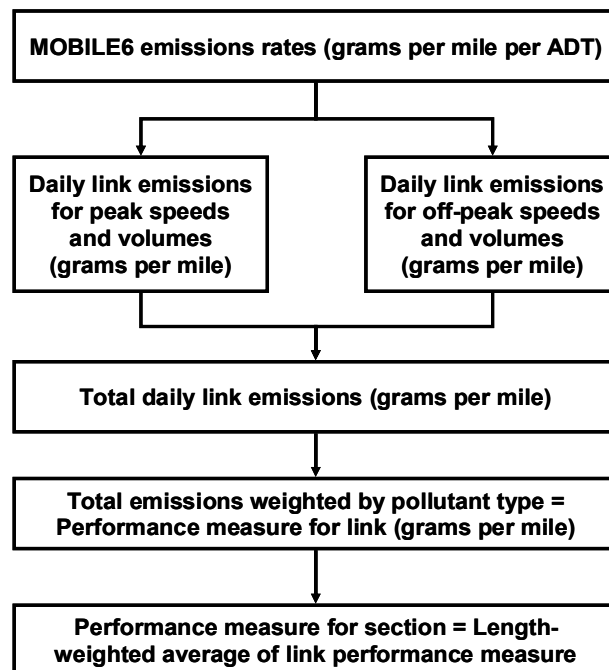 MOBILE6 emissions rates (grams per mile per ADT)
Daily link emissions
for peak speeds
and volumes
(grams per mile)
Daily link emissions
for off-peak speeds
and volumes
(grams per mile)
Total daily link emissions (grams per mile)
Total emissions weighted by pollutant type =
Performance measure for link (grams per mile)
Performance measure for section = Length-
weighted average of link performance measure